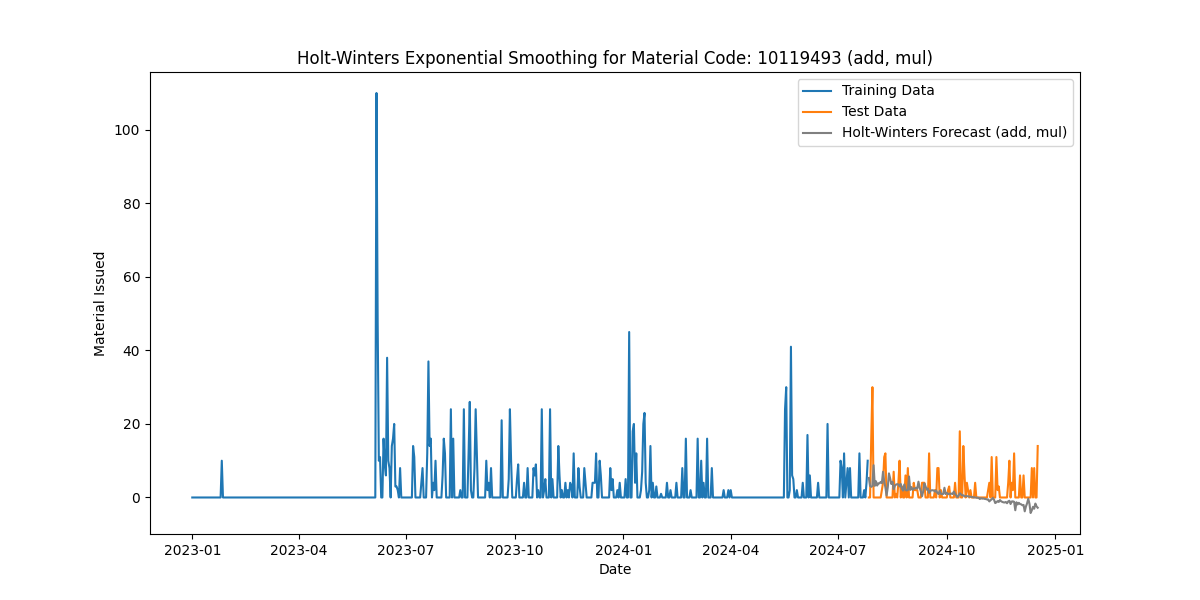 Holt-Winters Exponential Smoothing for Material Code: 10119493 (add, mul)
Training Data
Test Data
Holt-Winters Forecast (add, mul)
Material Issued
100
80
60
40
20
0
2023-01 2023-04 2023-07 2023-10 2024-01 2024-04 2024-07 2024-10 2025-01
Date